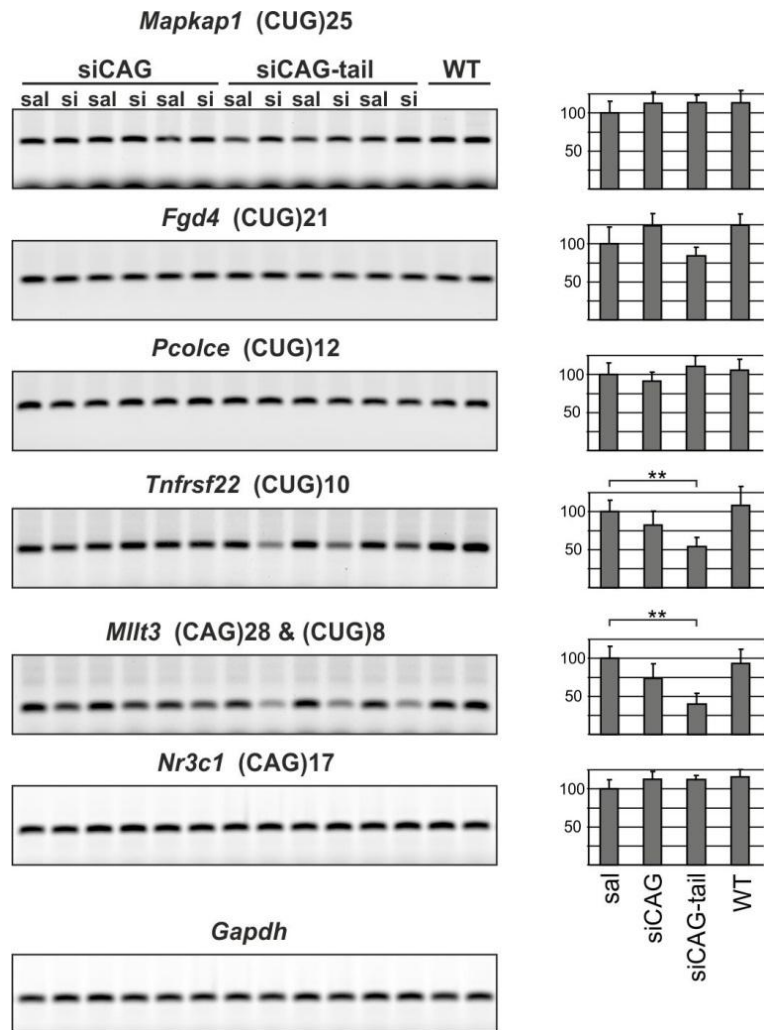 Mapkap1 (CUG)25
siCAG siCAG-tail WT
sal si sal si sal si sal si sal si sal si
100
50
Fgd4 (CUG)21
100
50
Pcolce (CUG)12
100
50
Tnfrsf22 (CUG)10
**
100
50
Mllt3 (CAG)28 & (CUG)8
**
100
50
Nr3c1 (CAG)17
100
50
sal
siCAG
siCAG-tail
WT
Gapdh